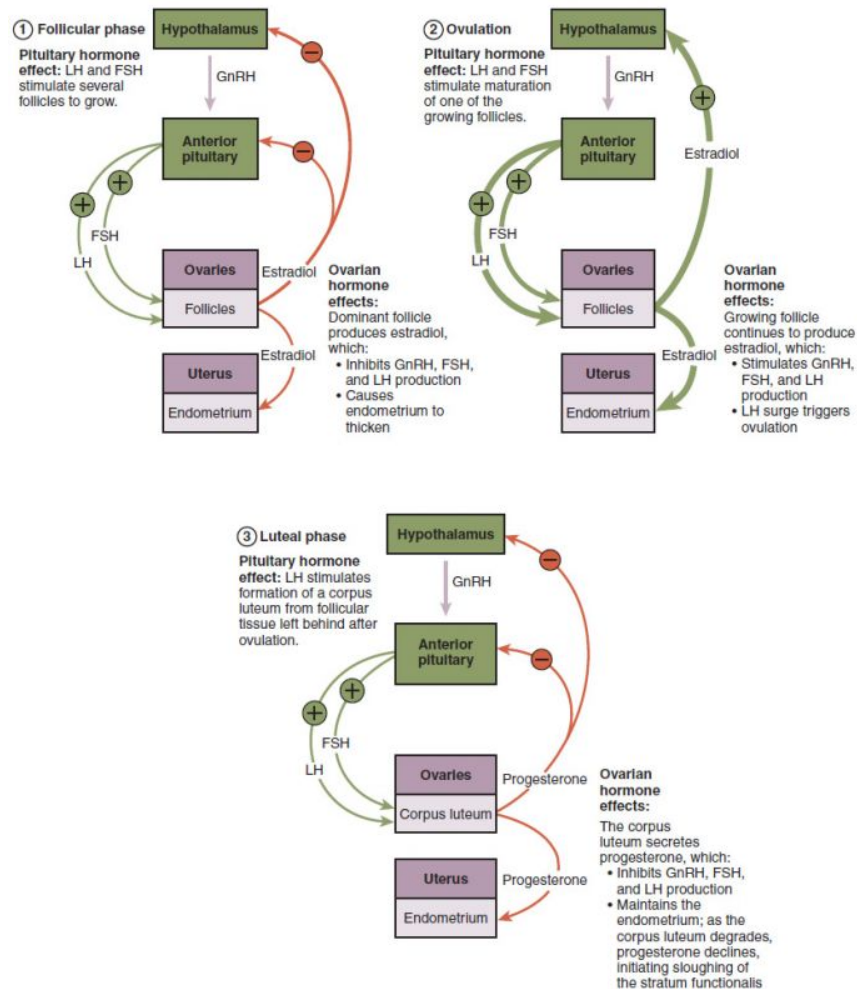 1 Follicular phase
Pituitary hormone
effect: LH and FSH
stimulate several
follicles to grow.
Hypothalamus
GnRH
Anterior
pituitary
FSH
LH
Ovaries
Follicles
Estradiol
Estradiol
Uterus
Endometrium
Ovarian
hormone
effects:
Dominant follicle
produces estradiol,
which:
• Inhibits GnRH, FSH,
and LH production
• Causes
endometrium to
thicken
2 Ovulation
Pituitary hormone
effect: LH and FSH
stimulate maturation
of one of the
growing follicles.
Hypothalamus
GnRH
Anterior
pituitary
Estradiol
FSH
LH
Ovaries
Follicles
Estradiol
Uterus
Endometrium
Ovarian
hormone
effects:
Growing follicle
continues to produce
estradiol, which:
• Stimulates GnRH,
FSH, and LH
production
• LH surge triggers
ovulation
3 Luteal phase
Pituitary hormone
effect: LH stimulates
formation of a corpus
luteum from follicular
tissue left behind after
ovulation.
Hypothalamus
GnRH
Anterior
pituitary
FSH
LH
Ovaries
Corpus luteum
Progesterone
Progesterone
Uterus
Endometrium
Ovarian
hormone
effects:
The corpus
luteum secretes
progesterone, which:
• Inhibits GnRH, FSH,
and LH production
• Maintains the
endometrium; as the
corpus luteum degrades,
progesterone declines,
initiating sloughing of
the stratum functionalis